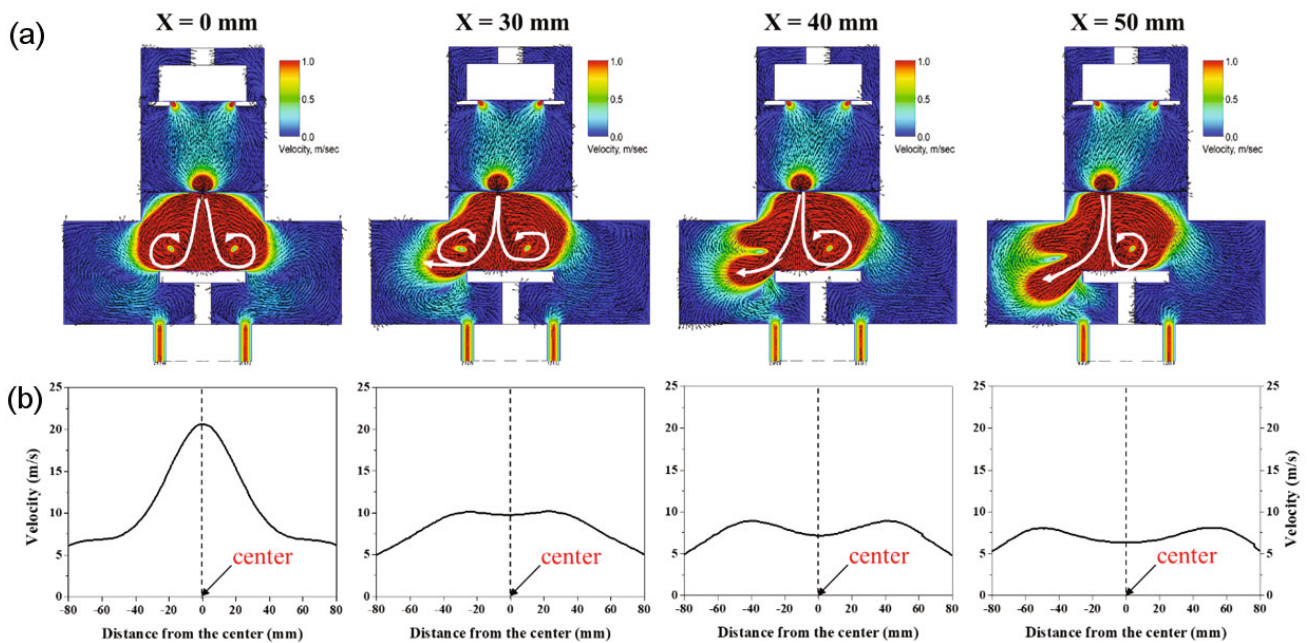 (a)
X = 0 mm X = 30 mm X = 40 mm X = 50 mm
1.0 1.0 1.0 1.0
0.5 0.5 0.5 0.5
0.0 0.0 0.0 0.0
Velocity, m/sec Velocity, m/sec Velocity, m/sec Velocity, m/sec
(b)
25 25 25 25 25
20 20 20 20 20
15 15 15 15 15
10 10 10 10 10
5 5 5 5 5
0 0 0 0 0
Velocity (m/s) Velocity (m/s)
center center center center
-80 -60 -40 -20 0 20 40 60 80 -80 -60 -40 -20 0 20 40 60 80 -80 -60 -40 -20 0 20 40 60 80 -80 -60 -40 -20 0 20 40 60 80
Distance from the center (mm) Distance from the center (mm) Distance from the center (mm) Distance from the center (mm)